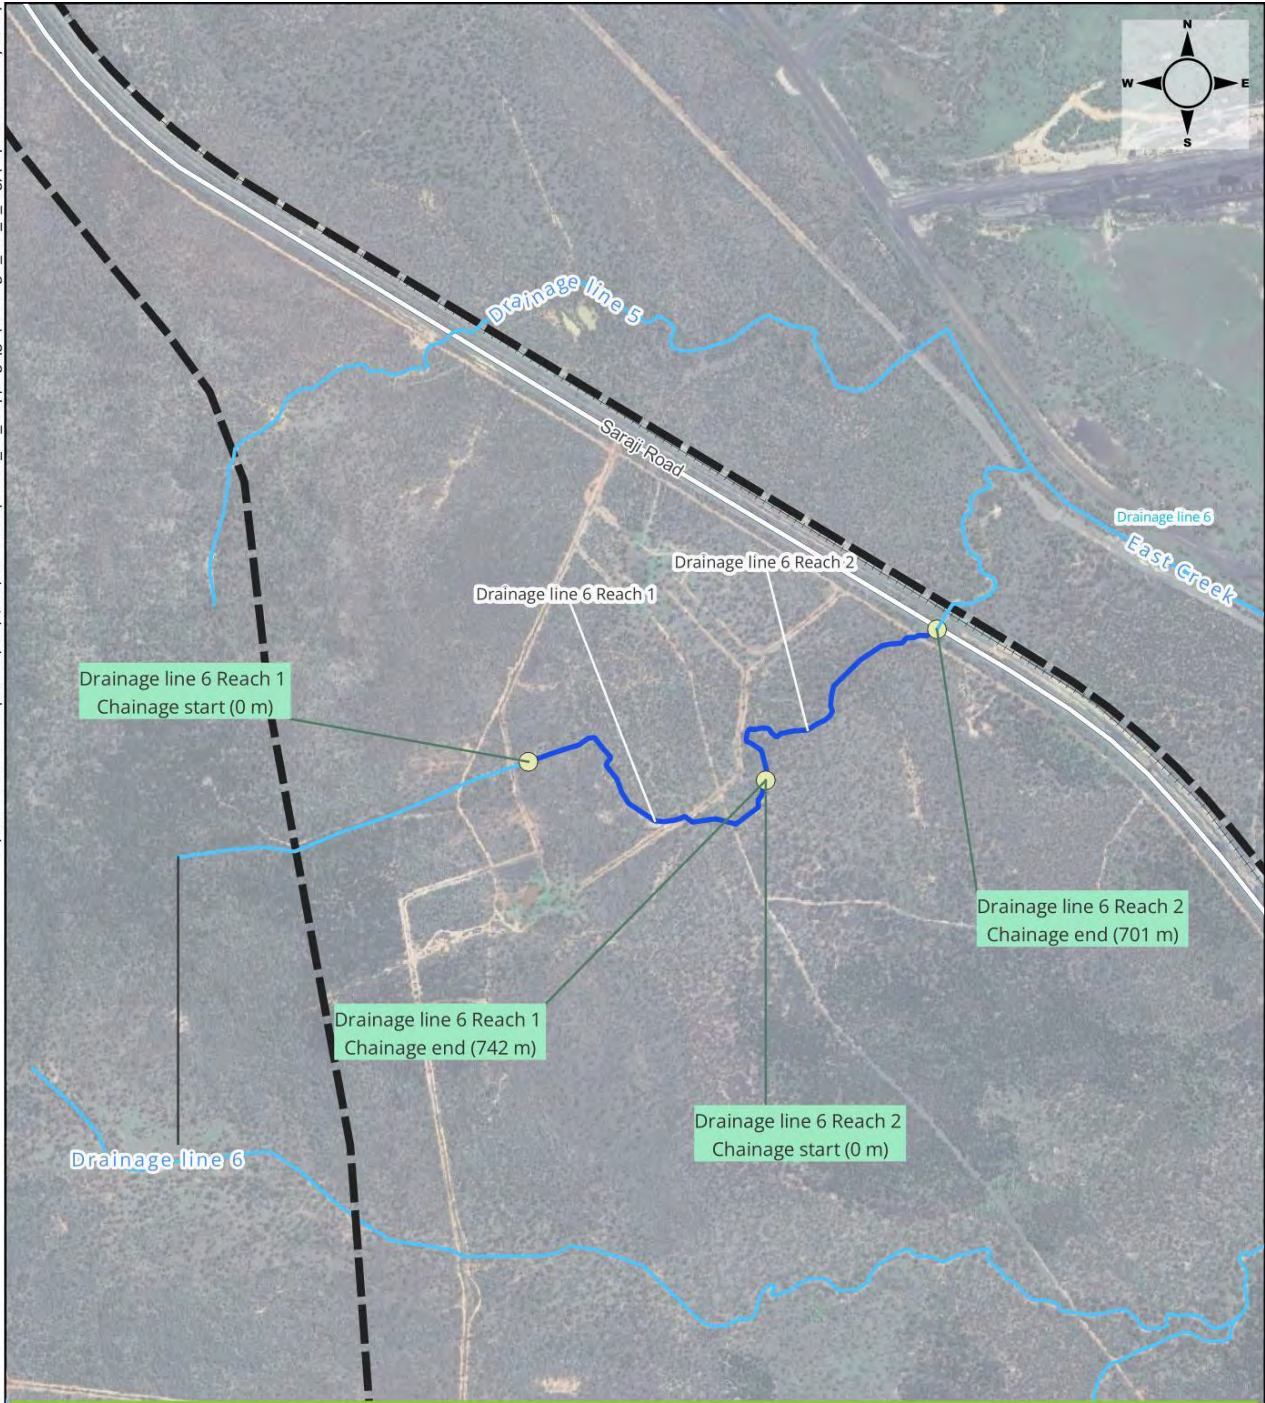 N
W E
S
Drainage line 5
Saraji Road
Drainage line 6
East Creek
Drainage line 6 Reach 2
Drainage line 6 Reach 1
Drainage line 6 Reach 1
Chainage start (0 m)
Drainage line 6 Reach 2
Chainage end (701 m)
Drainage line 6 Reach 1
Chainage end (742 m)
Drainage line 6 Reach 2
Chainage start (0 m)
Drainage line 6